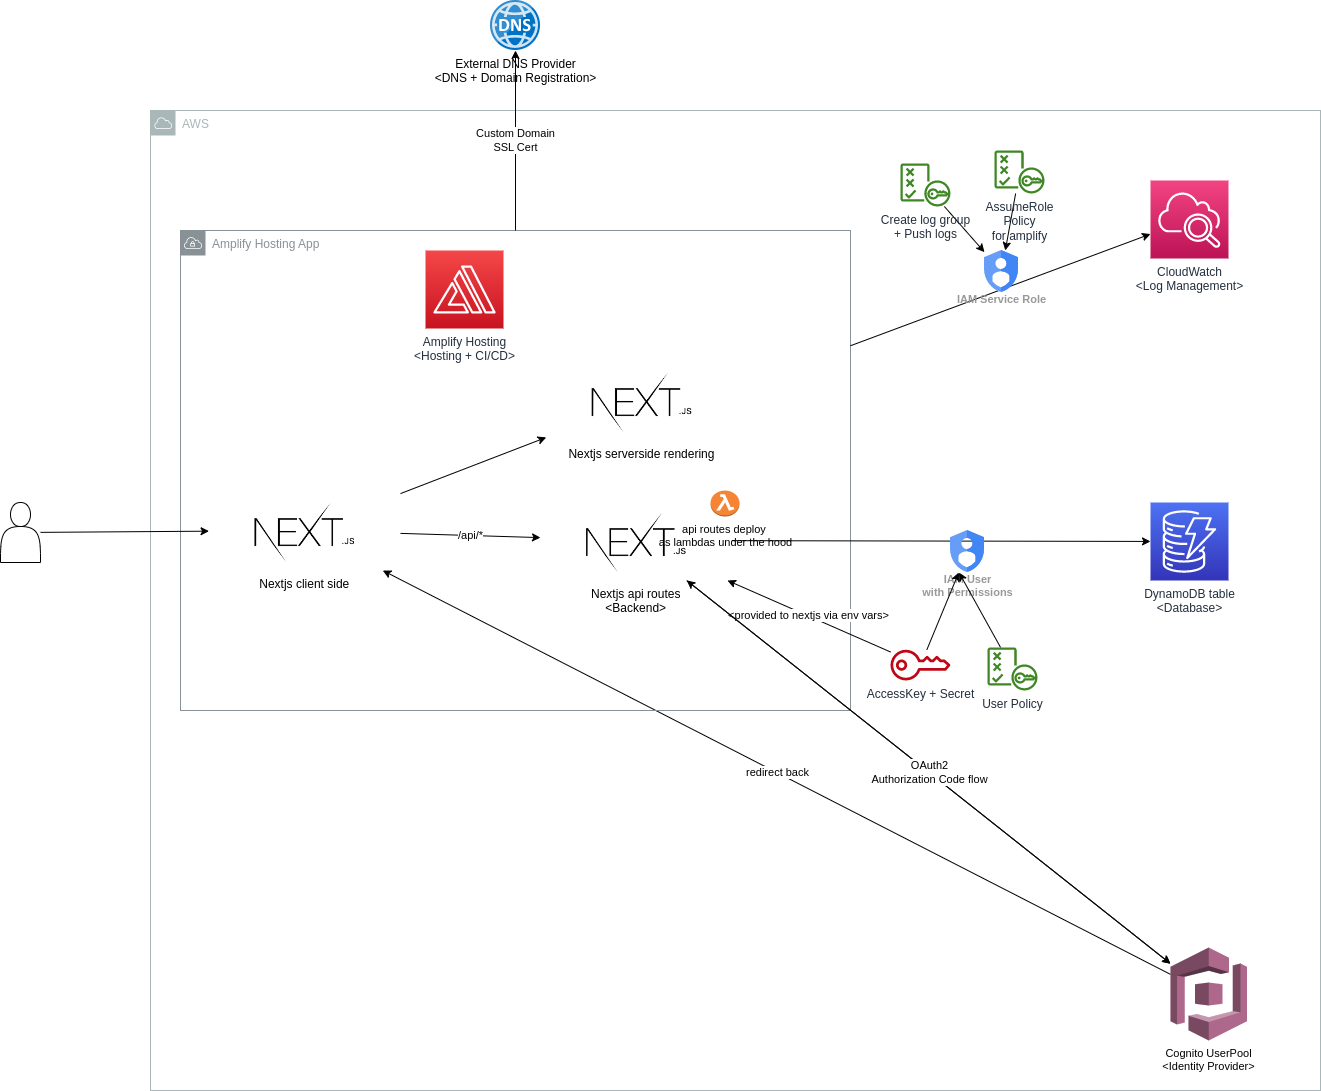 DNS
External DNS Provider
<DNS + Domain Registration>
AWS
Custom Domain
SSL Cert
Create log group
+ Push logs
AssumeRole
Policy
for amplify
CloudWatch
<Log Management>
IAM Service Role
Amplify Hosting App
Amplify Hosting
<Hosting + CI/CD>
NEXT.JS
Nextjs serverside rendering
NEXT.JS
Nextjs client side
/api/*
api routes deploy
as lambdas under the hood
NEXT.JS
Nextjs api routes
<Backend>
IAM User
with Permissions
DynamoDB table
<Database>
<provided to nextjs via env vars>
AccessKey + Secret
User Policy
redirect back
OAuth2
Authorization Code flow
Cognito UserPool
<Identity Provider>